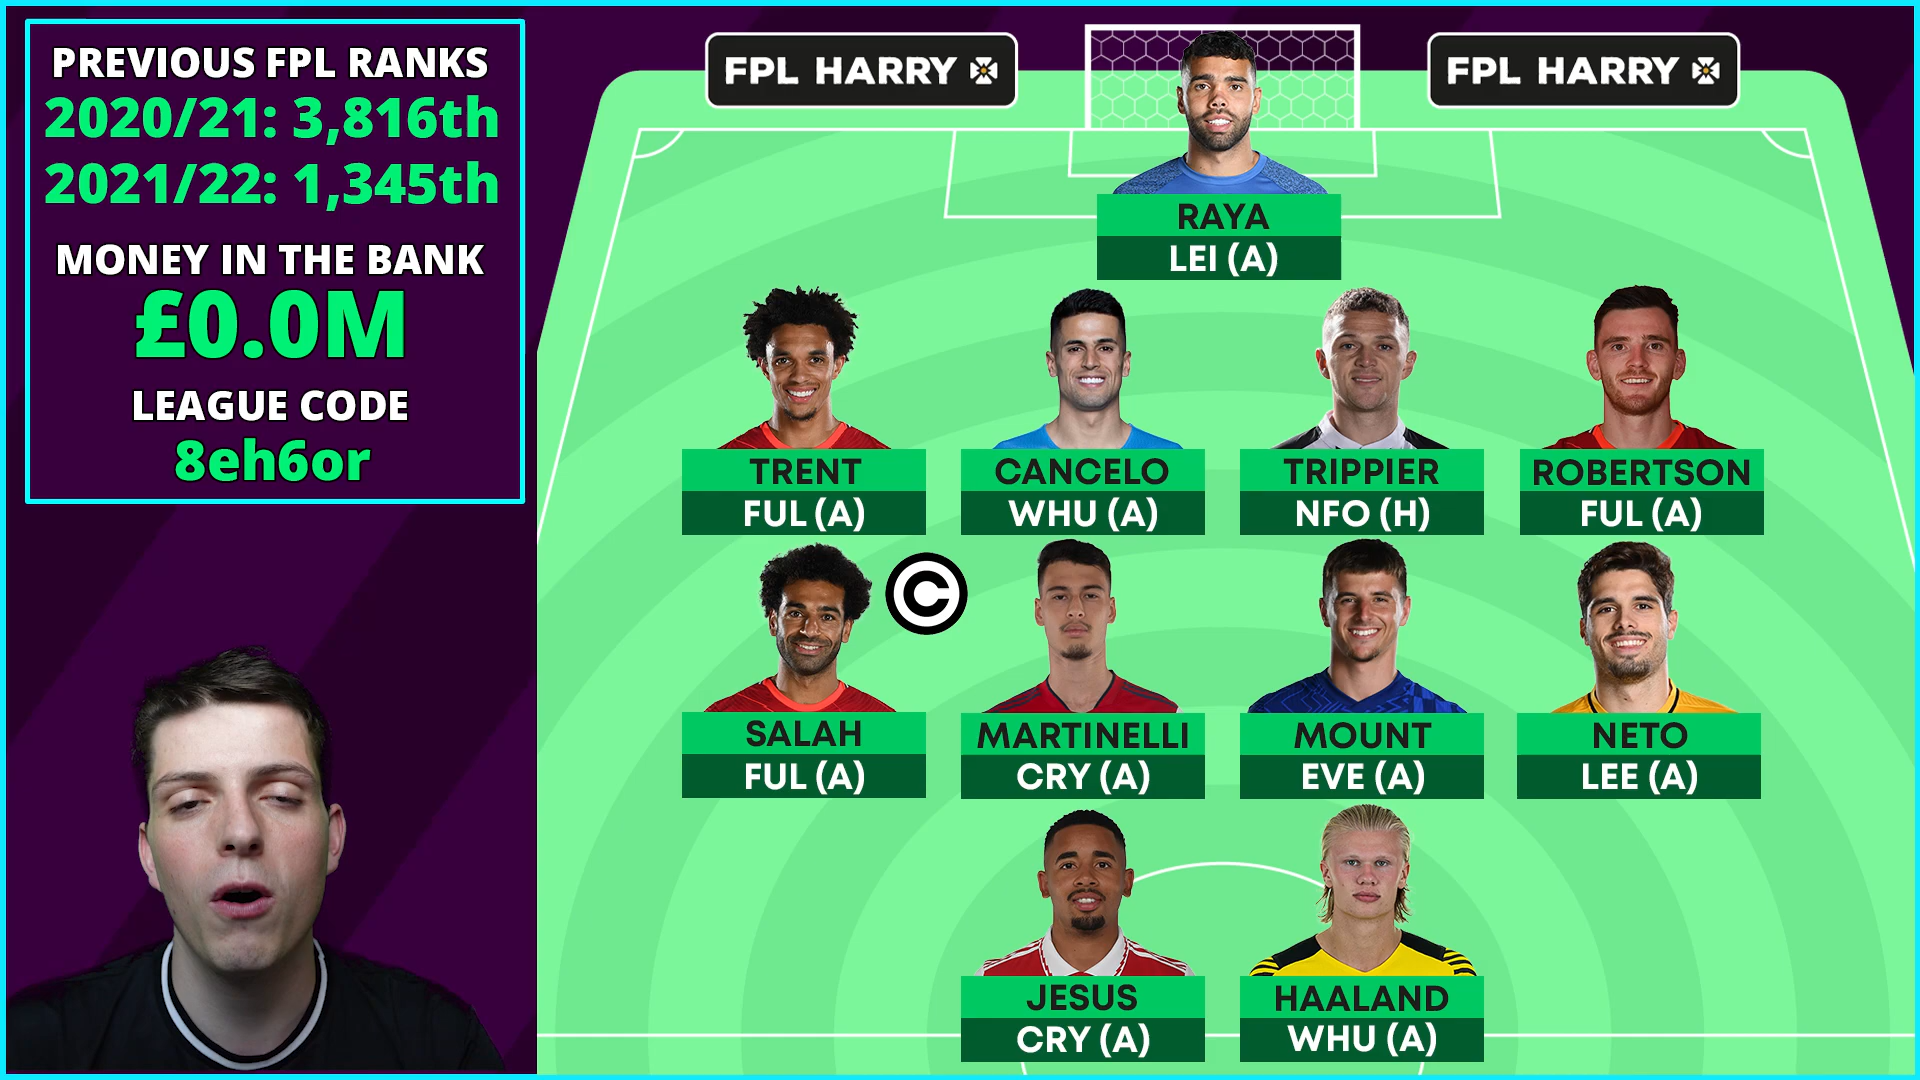 PREVIOUS FPL RANKS
2020/21: 3,816th
2021/22: 1,345th
MONEY IN THE BANK
£0.0M
LEAGUE CODE
8eh6or
FPL HARRY
FPL HARRY
RAYA
LEI (A)
TRENT
FUL (A)
CANCELO
WHU (A)
TRIPPIER
NFO (H)
ROBERTSON
FUL (A)
SALAH
FUL (A)
C
MARTINELLI
CRY (A)
MOUNT
EVE (A)
NETO
LEE (A)
JESUS
CRY (A)
HAALAND
WHU (A)